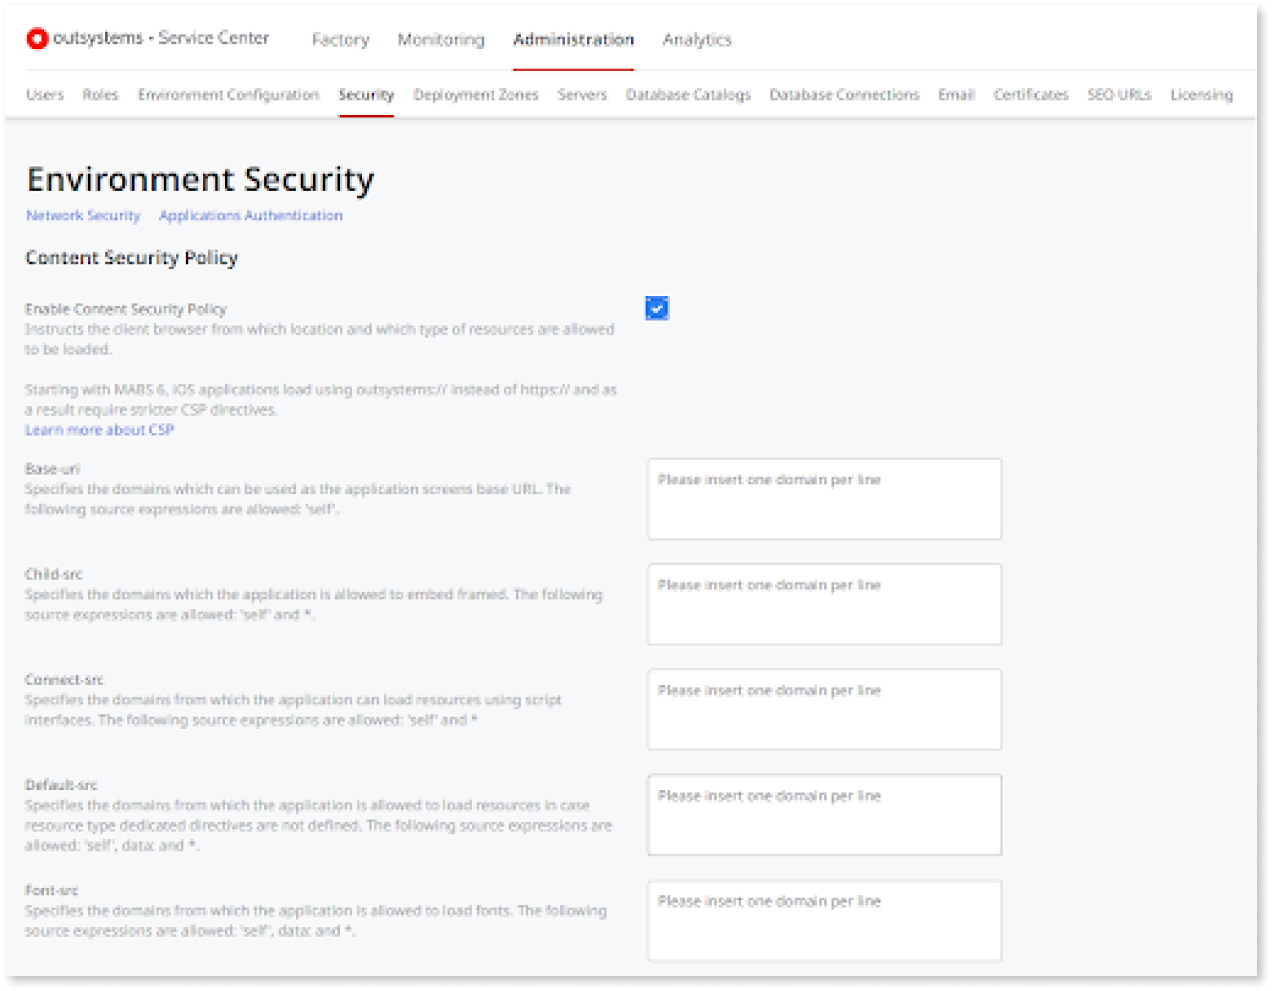 outsystems - Service Center Factory Monitoring Administration Analytics
Users Roles Environment Configuration Security Deployment Zones Servers Database Catalogs Database Connections Email Certificates SEO URLs Licensing
Environment Security
Network Security Applications Authentication
Content Security Policy
Enable Content Security Policy
Instructs the client browser from which location and which type of resources are allowed
to be loaded.
Starting with MABS 6, iOS applications load using outsystems:// instead of https:// and as
a result require stricter CSP directives.
Learn more about CSP
Base-uri
Specifies the domains which can be used as the application screens base URL. The
following source expressions are allowed: 'self'.
Please insert one domain per line
Child-src
Specifies the domains which the application is allowed to embed framed. The following
source expressions are allowed: 'self' and *.
Please insert one domain per line
Connect-src
Specifies the domains from which the application can load resources using script
interfaces. The following source expressions are allowed: 'self' and *
Please insert one domain per line
Default-src
Specifies the domains from which the application is allowed to load resources in case
resource type dedicated directives are not defined. The following source expressions are
allowed: 'self', data: and *.
Please insert one domain per line
Font-src
Specifies the domains from which the application is allowed to load fonts. The following
source expressions are allowed: 'self', data: and *.
Please insert one domain per line